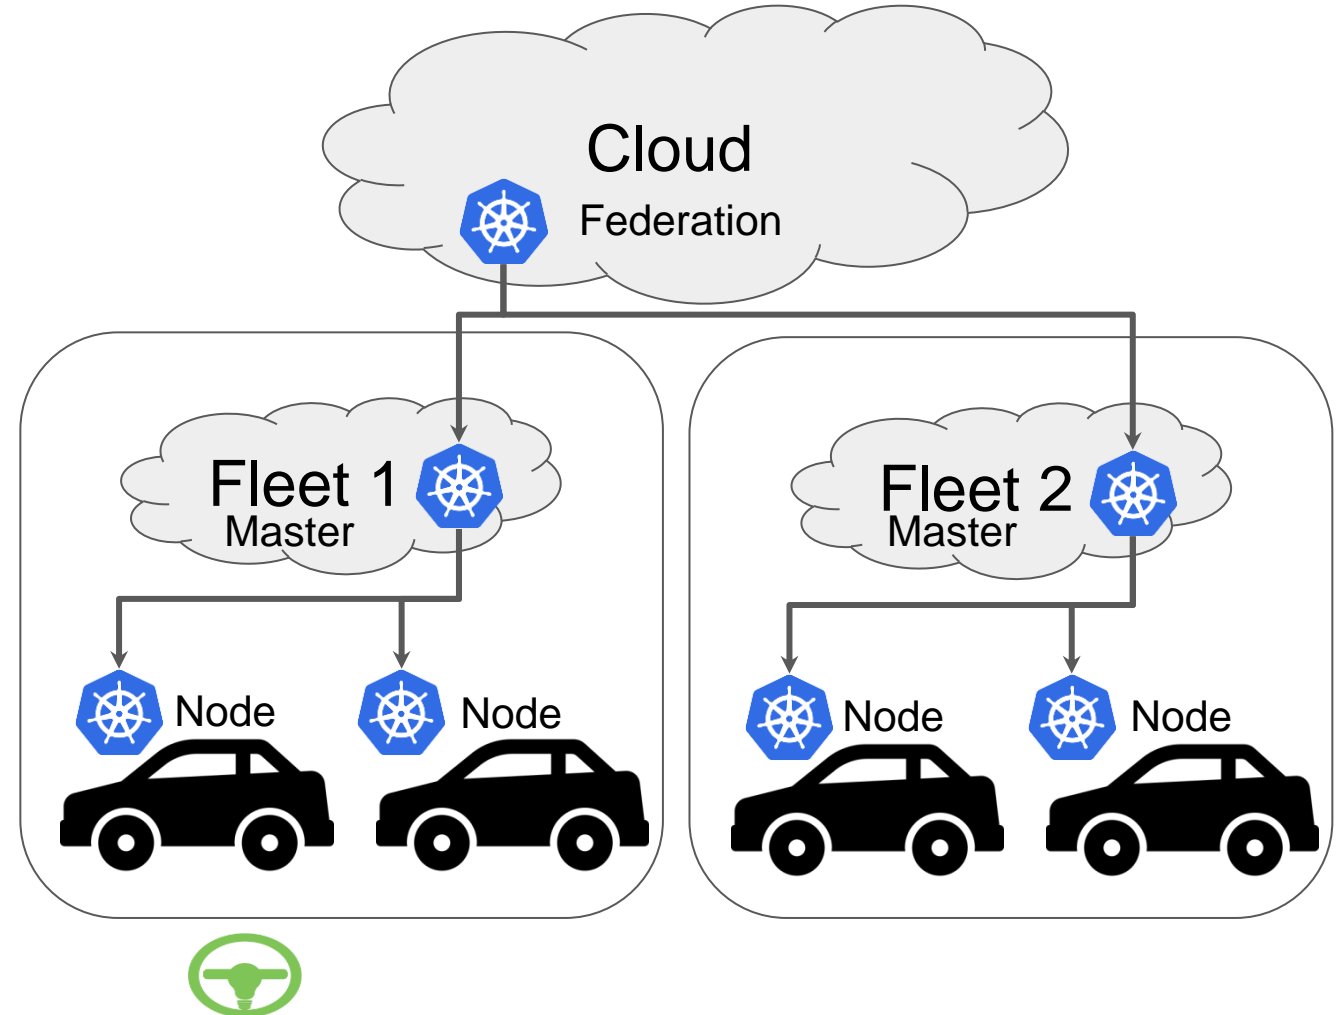 Cloud
Federation
Fleet 1
Master
Fleet 2
Master
Node
Node
Node
Node